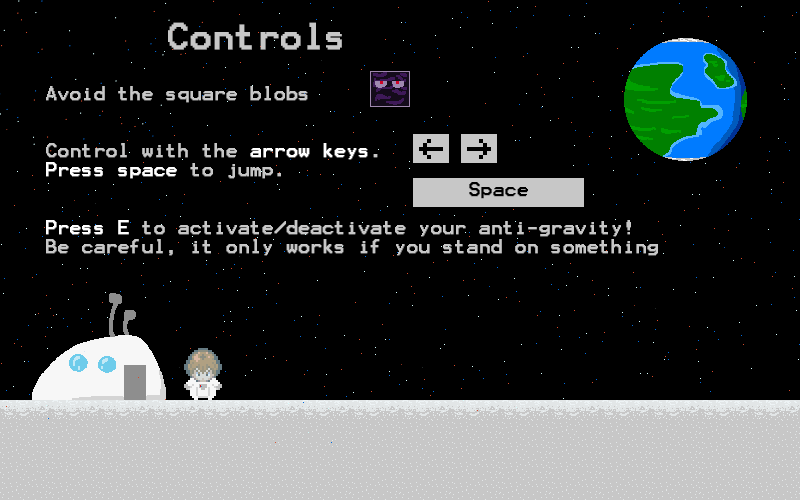 Controls
Avoid the square blobs
Control with the arrow keys.
Press space to jump.
Space
Press E to activate/deactivate your anti-gravity!
Be careful, it only works if you stand on something